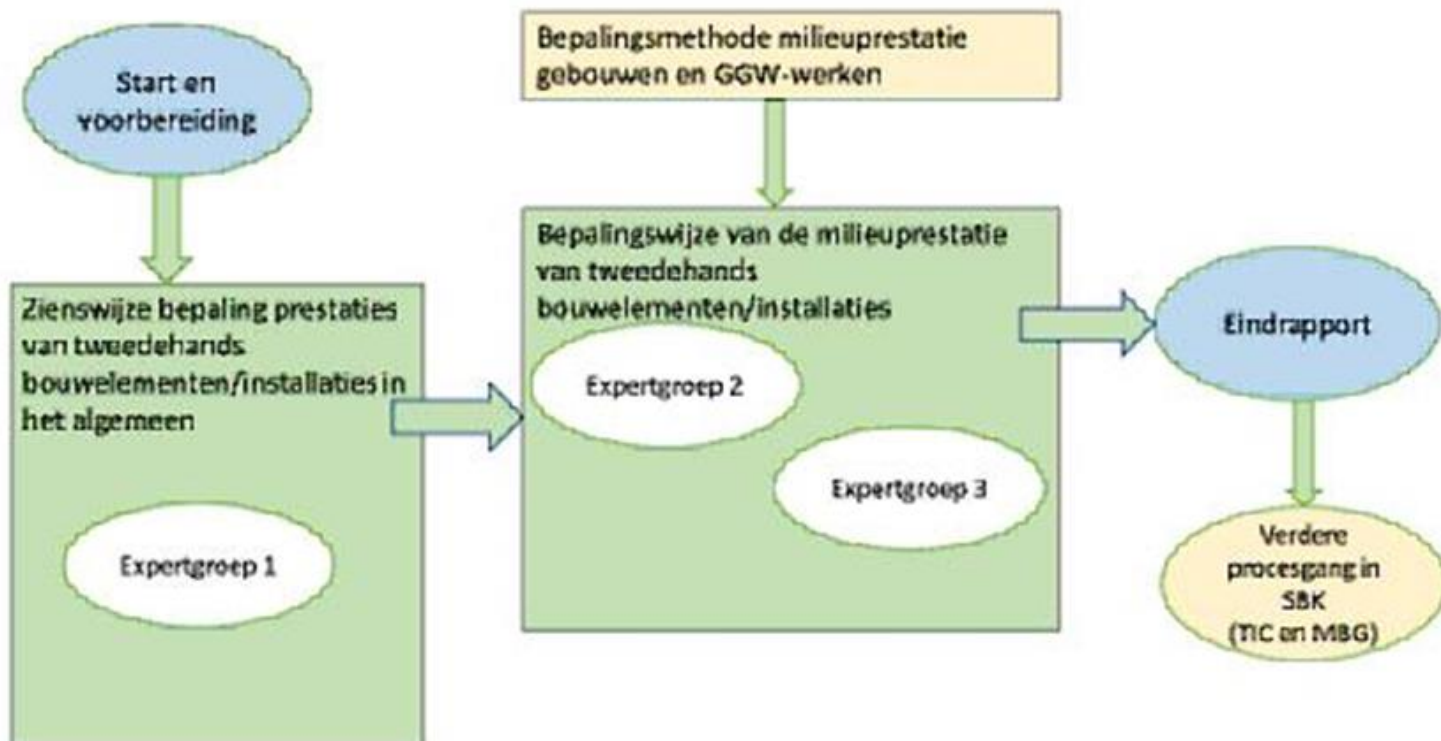 Start en
voorbereiding
Bepalingsmethode milieuprestatie
gebouwen en GGW-werken
Zienswijze bepaling prestaties
van tweedehands
bouwelementen/installaties in
het algemeen
Expertgroep 1
Bepalingswijze van de milieuprestatie
van tweedehands
bouwelementen/installaties
Expertgroep 2
Expertgroep 3
Eindrapport
Verdere
procesgang in
SBK
(TIC en MBG)